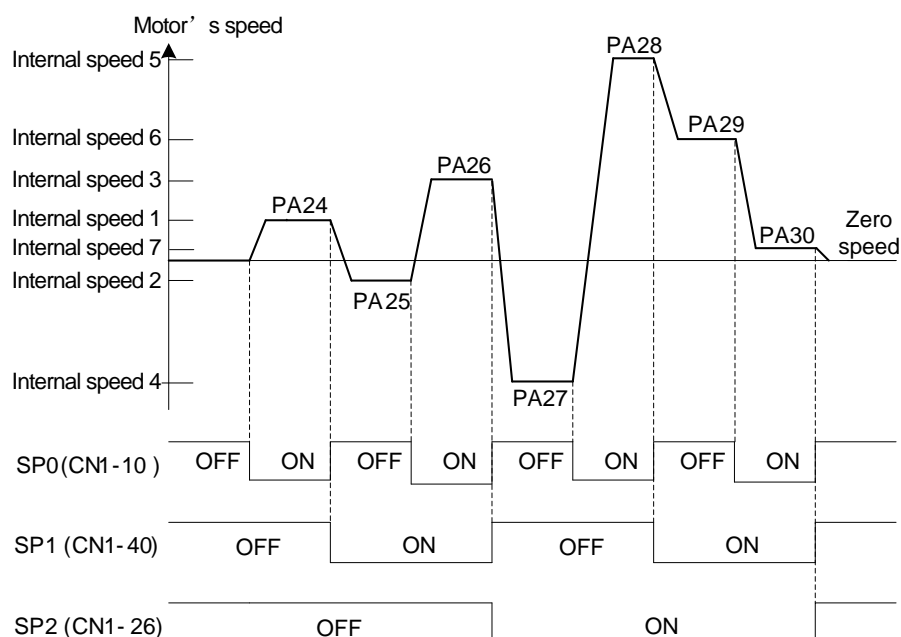 Motor’s speed
Internal speed 5
PA28
Internal speed 6
PA29
Internal speed 3
PA26
Internal speed 1
PA24
Internal speed 7
PA30
Zero
speed
Internal speed 2
PA25
Internal speed 4
PA27
SP0(CN1-10) OFF ON OFF ON OFF ON OFF ON
SP1 (CN1-40) OFF ON OFF ON
SP2 (CN1-26) OFF ON